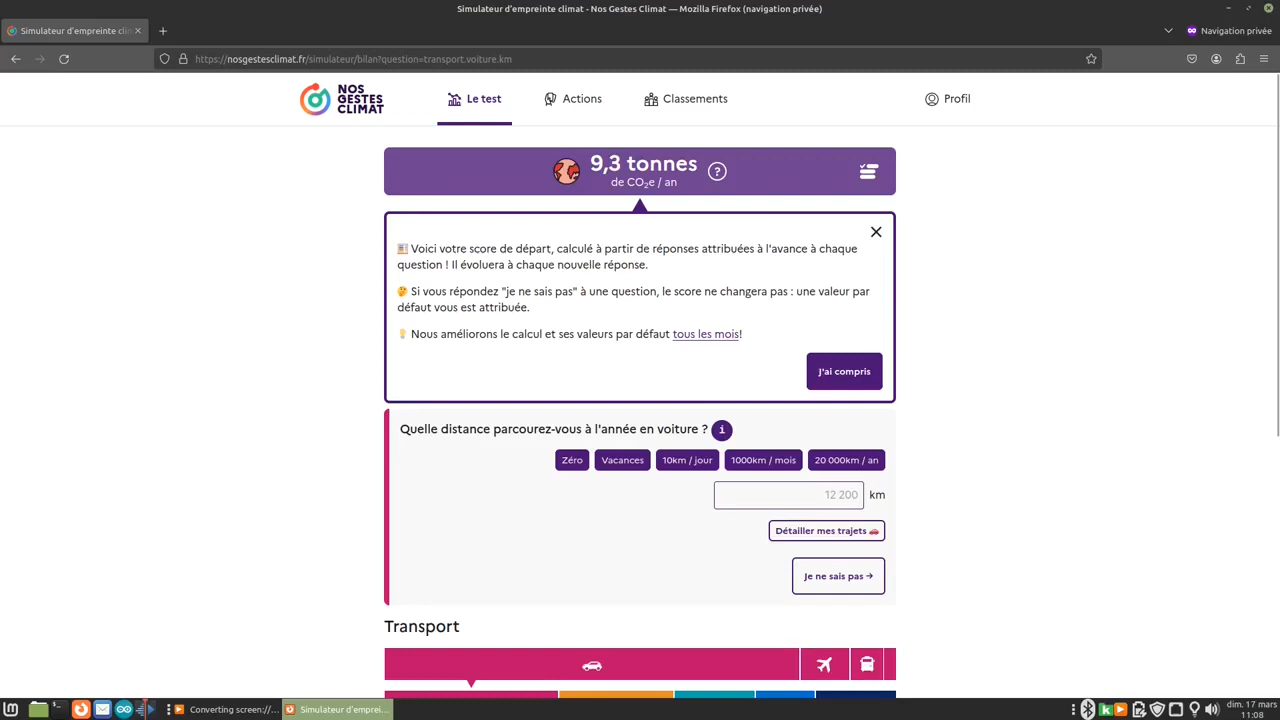 Simulateur d'empreinte climat - Nos Gestes Climat — Mozilla Firefox (navigation privée)
Simulateur d'empreinte clim
Navigation privée
https://nosgestesclimat.fr/simulateur/bilan?question=transport.voiture.km
NOS GESTES CLIMAT
Le test
Actions
Classements
Profil
9,3 tonnes
de CO₂e / an
?
Voici votre score de départ, calculé à partir de réponses attribuées à l'avance à chaque
question ! Il évoluera à chaque nouvelle réponse.
Si vous répondez "je ne sais pas" à une question, le score ne changera pas : une valeur par
défaut vous est attribuée.
Nous améliorons le calcul et ses valeurs par défaut tous les mois!
J'ai compris
Quelle distance parcourez-vous à l'année en voiture ? i
Zéro
Vacances
10km / jour
1000km / mois
20 000km / an
12 200 km
Détailler mes trajets
Je ne sais pas →
Transport
Converting screen://...
Simulateur d'emprei...
dim. 17 mars
11:08